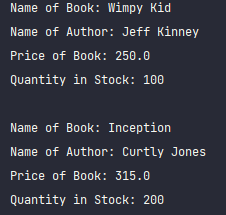 Name of Book: Wimpy Kid
Name of Author: Jeff Kinney
Price of Book: 250.0
Quantity in Stock: 100
Name of Book: Inception
Name of Author: Curtly Jones
Price of Book: 315.0
Quantity in Stock: 200